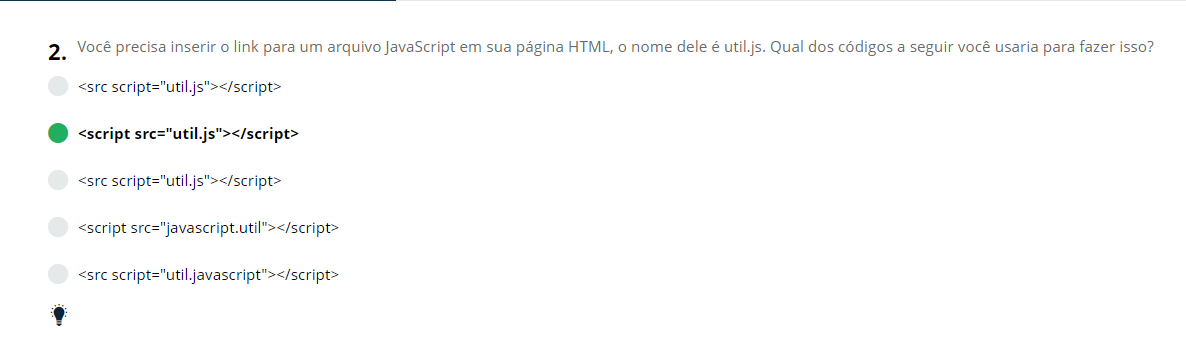 2. Você precisa inserir o link para um arquivo JavaScript em sua página HTML, o nome dele é util.js. Qual dos códigos a seguir você usaria para fazer isso?
<src script="util.js"></script>
<script src="util.js"></script>
<src script="util.js"></script>
<script src="javascript.util"></script>
<src script="util.javascript"></script>